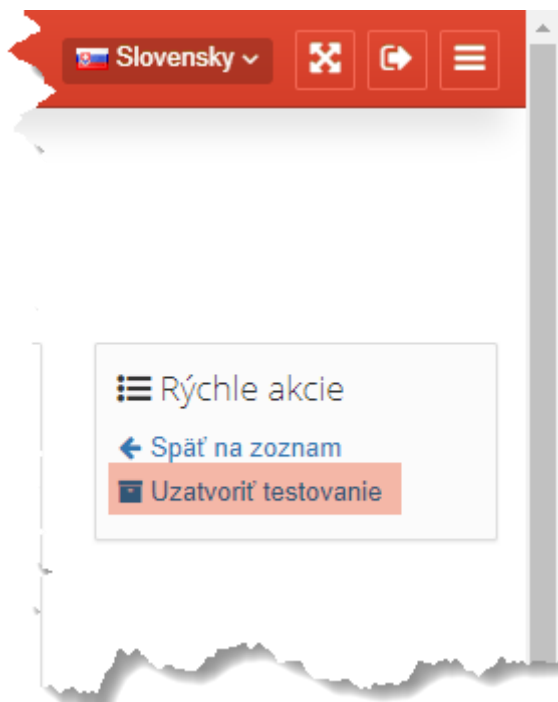 Slovensky
Rýchle akcie
Späť na zoznam
Uzatvoriť testovanie